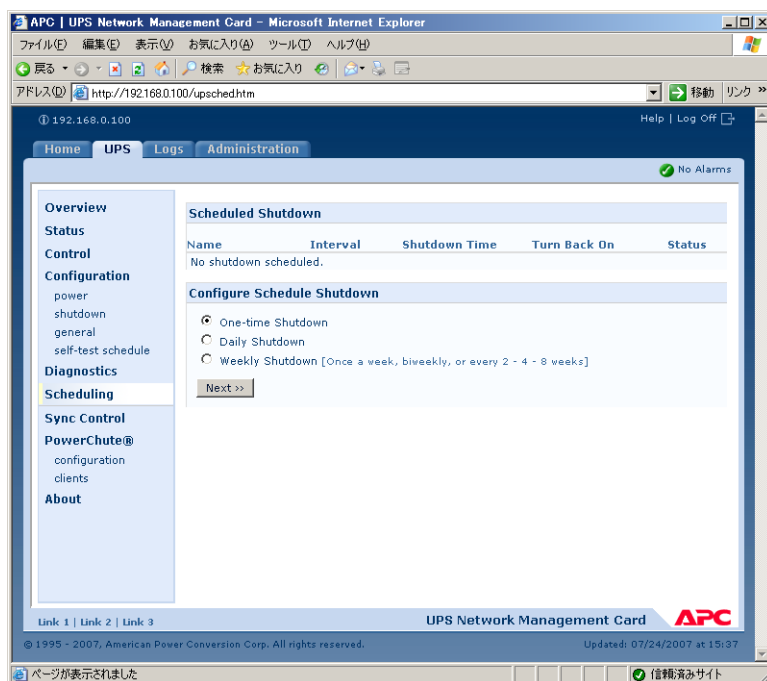 APC | UPS Network Management Card - Microsoft Internet Explorer
ファイル(F) 編集(E) 表示(V) お気に入り(A) ツール(T) ヘルプ(H)
戻る 検索 お気に入り
アドレス(D) http://192.168.0.100/upsched.htm 移動 リンク »
192.168.0.100 Help | Log Off
Home UPS Logs Administration
No Alarms
Overview
Status
Control
Configuration
power
shutdown
general
self-test schedule
Diagnostics
Scheduling
Sync Control
PowerChute®
configuration
clients
About
Scheduled Shutdown
Name Interval Shutdown Time Turn Back On Status
No shutdown scheduled.
Configure Schedule Shutdown
One-time Shutdown
Daily Shutdown
Weekly Shutdown [Once a week, biweekly, or every 2 - 4 - 8 weeks]
Next >>
Link 1 | Link 2 | Link 3 UPS Network Management Card APC
© 1995 - 2007, American Power Conversion Corp. All rights reserved. Updated: 07/24/2007 at 15:37
ページが表示されました 信頼済みサイト